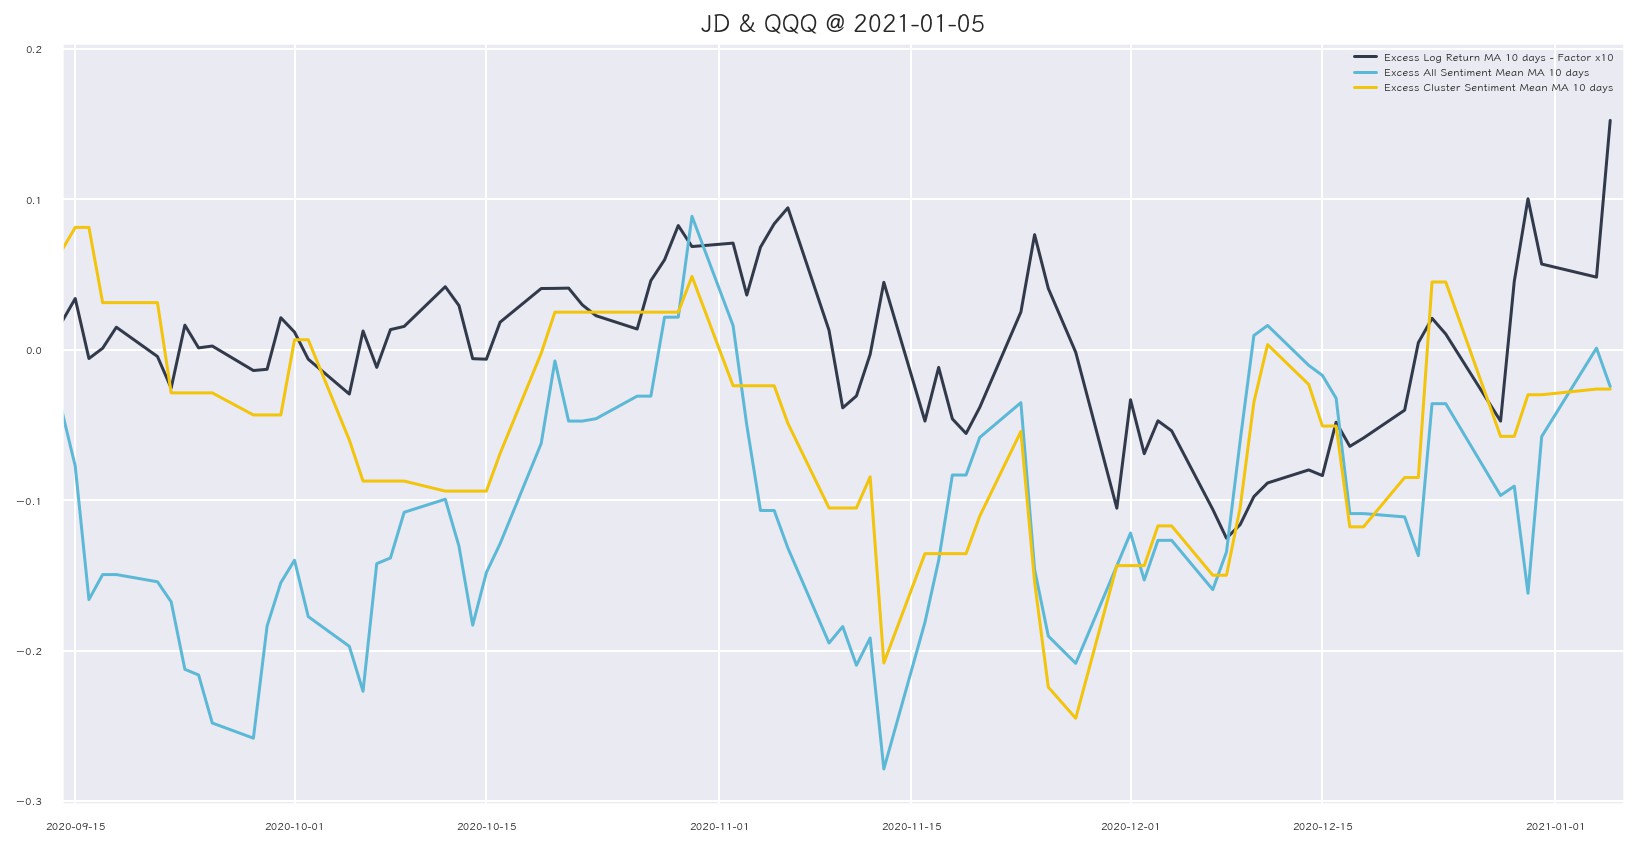 JD & QQQ @ 2021-01-05
Excess Log Return MA 10 days - Factor x10
Excess All Sentiment Mean MA 10 days
Excess Cluster Sentiment Mean MA 10 days
0.2
0.1
0.0
−0.1
−0.2
−0.3
2020-09-15 2020-10-01 2020-10-15 2020-11-01 2020-11-15 2020-12-01 2020-12-15 2021-01-01